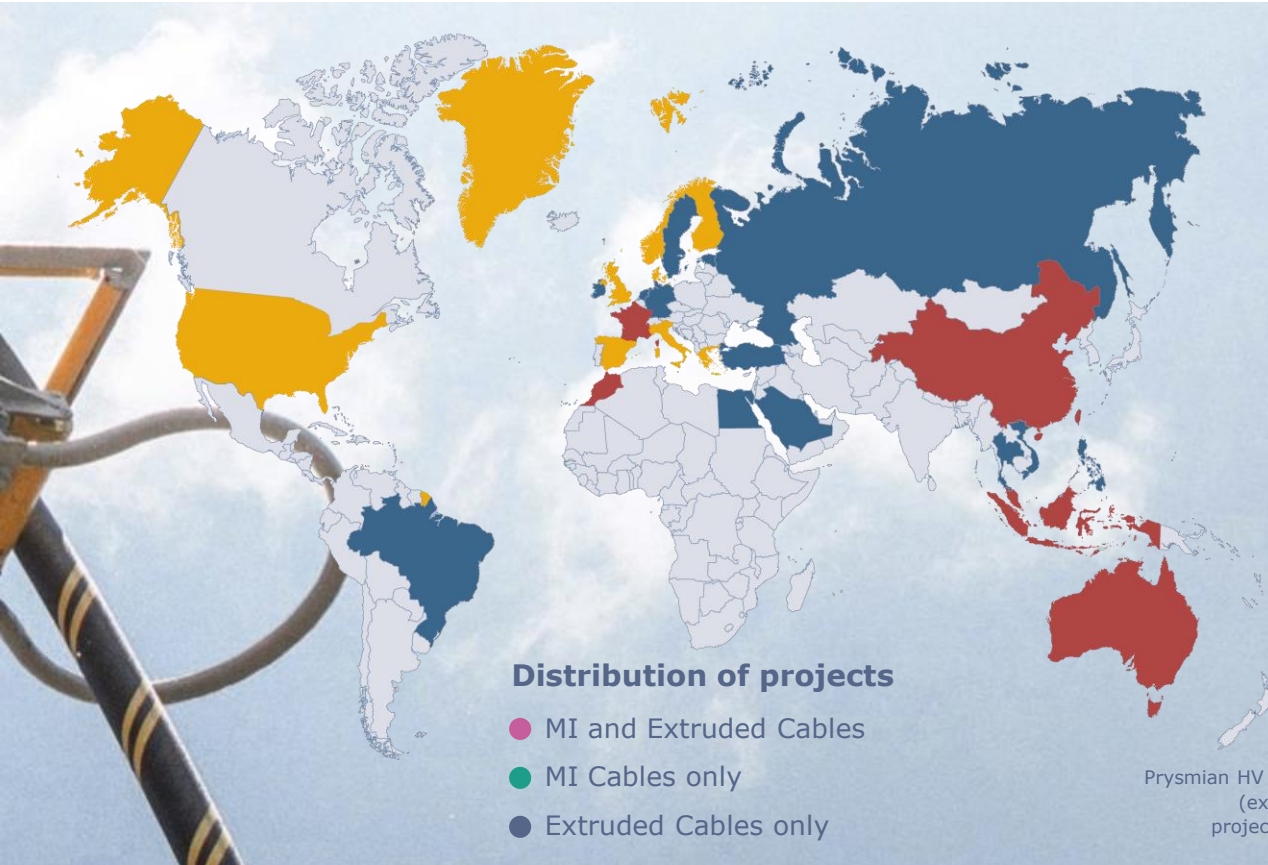 Distribution of projects
MI and Extruded Cables
MI Cables only
Extruded Cables only
Prysmian HV
(ex
projec